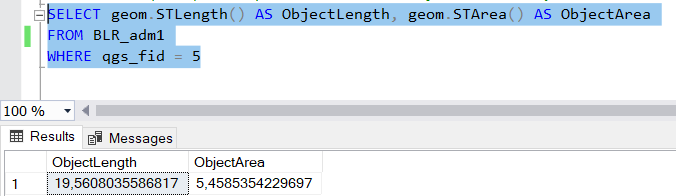 SELECT geom.STLength() AS ObjectLength, geom.STArea() AS ObjectArea
FROM BLR_adm1
WHERE qgs_fid = 5
100 %
Results Messages
ObjectLength ObjectArea
1 19,5608035586817 5,4585354229697